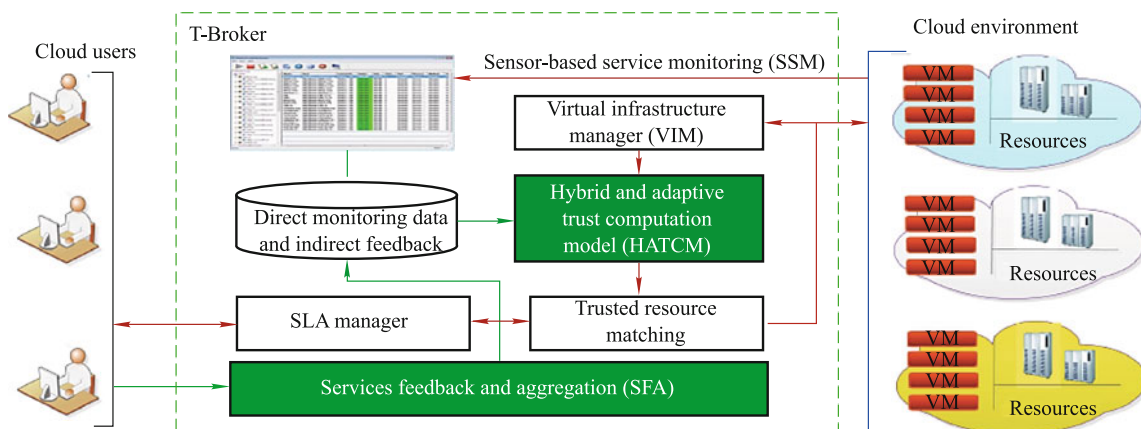 Cloud users
T-Broker
Cloud environment
Sensor-based service monitoring (SSM)
Virtual infrastructure
manager (VIM)
Hybrid and adaptive
trust computation
model (HATCM)
Direct monitoring data
and indirect feedback
SLA manager
Trusted resource
matching
Services feedback and aggregation (SFA)
VM
VM
VM
VM
Resources
VM
VM
VM
VM
Resources
VM
VM
VM
VM
Resources